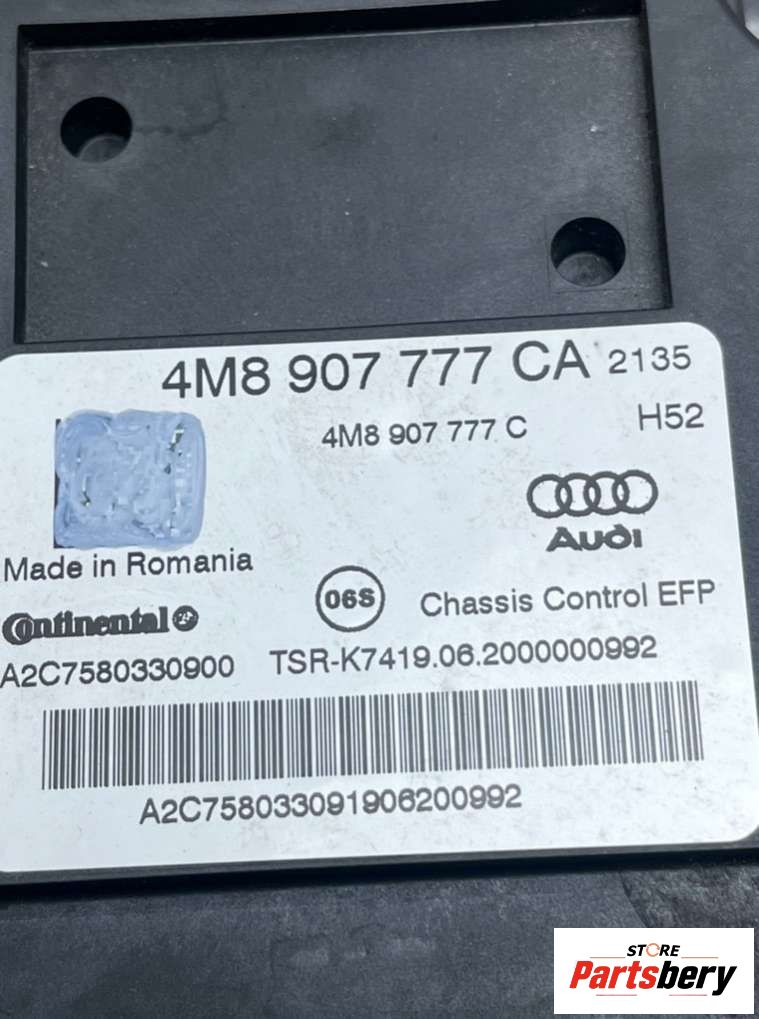 4M8 907 777 CA 2135
4M8 907 777 C
H52
Audi
Made in Romania
Continental
06S
Chassis Control EFP
A2C7580330900
TSR-K7419.06.2000000992
A2C758033091906200992
STORE
Partsbery